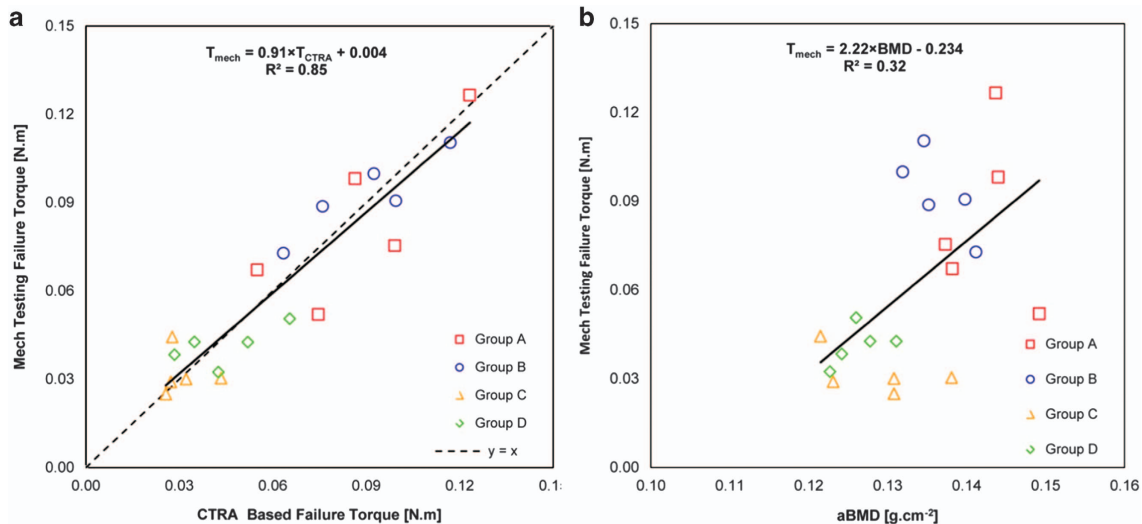 a
T_mech = 0.91×T_CTRA + 0.004
R² = 0.85
Mech Testing Failure Torque [N.m]
0.15
0.12
0.09
0.06
0.03
0.00
Group A
Group B
Group C
Group D
y = x
0.00 0.03 0.06 0.09 0.12 0.1
CTRA Based Failure Torque [N.m]
b
T_mech = 2.22×BMD - 0.234
R² = 0.32
Mech Testing Failure Torque [N.m]
0.15
0.12
0.09
0.06
0.03
0.00
Group A
Group B
Group C
Group D
0.10 0.11 0.12 0.13 0.14 0.15 0.16
aBMD [g.cm⁻²]